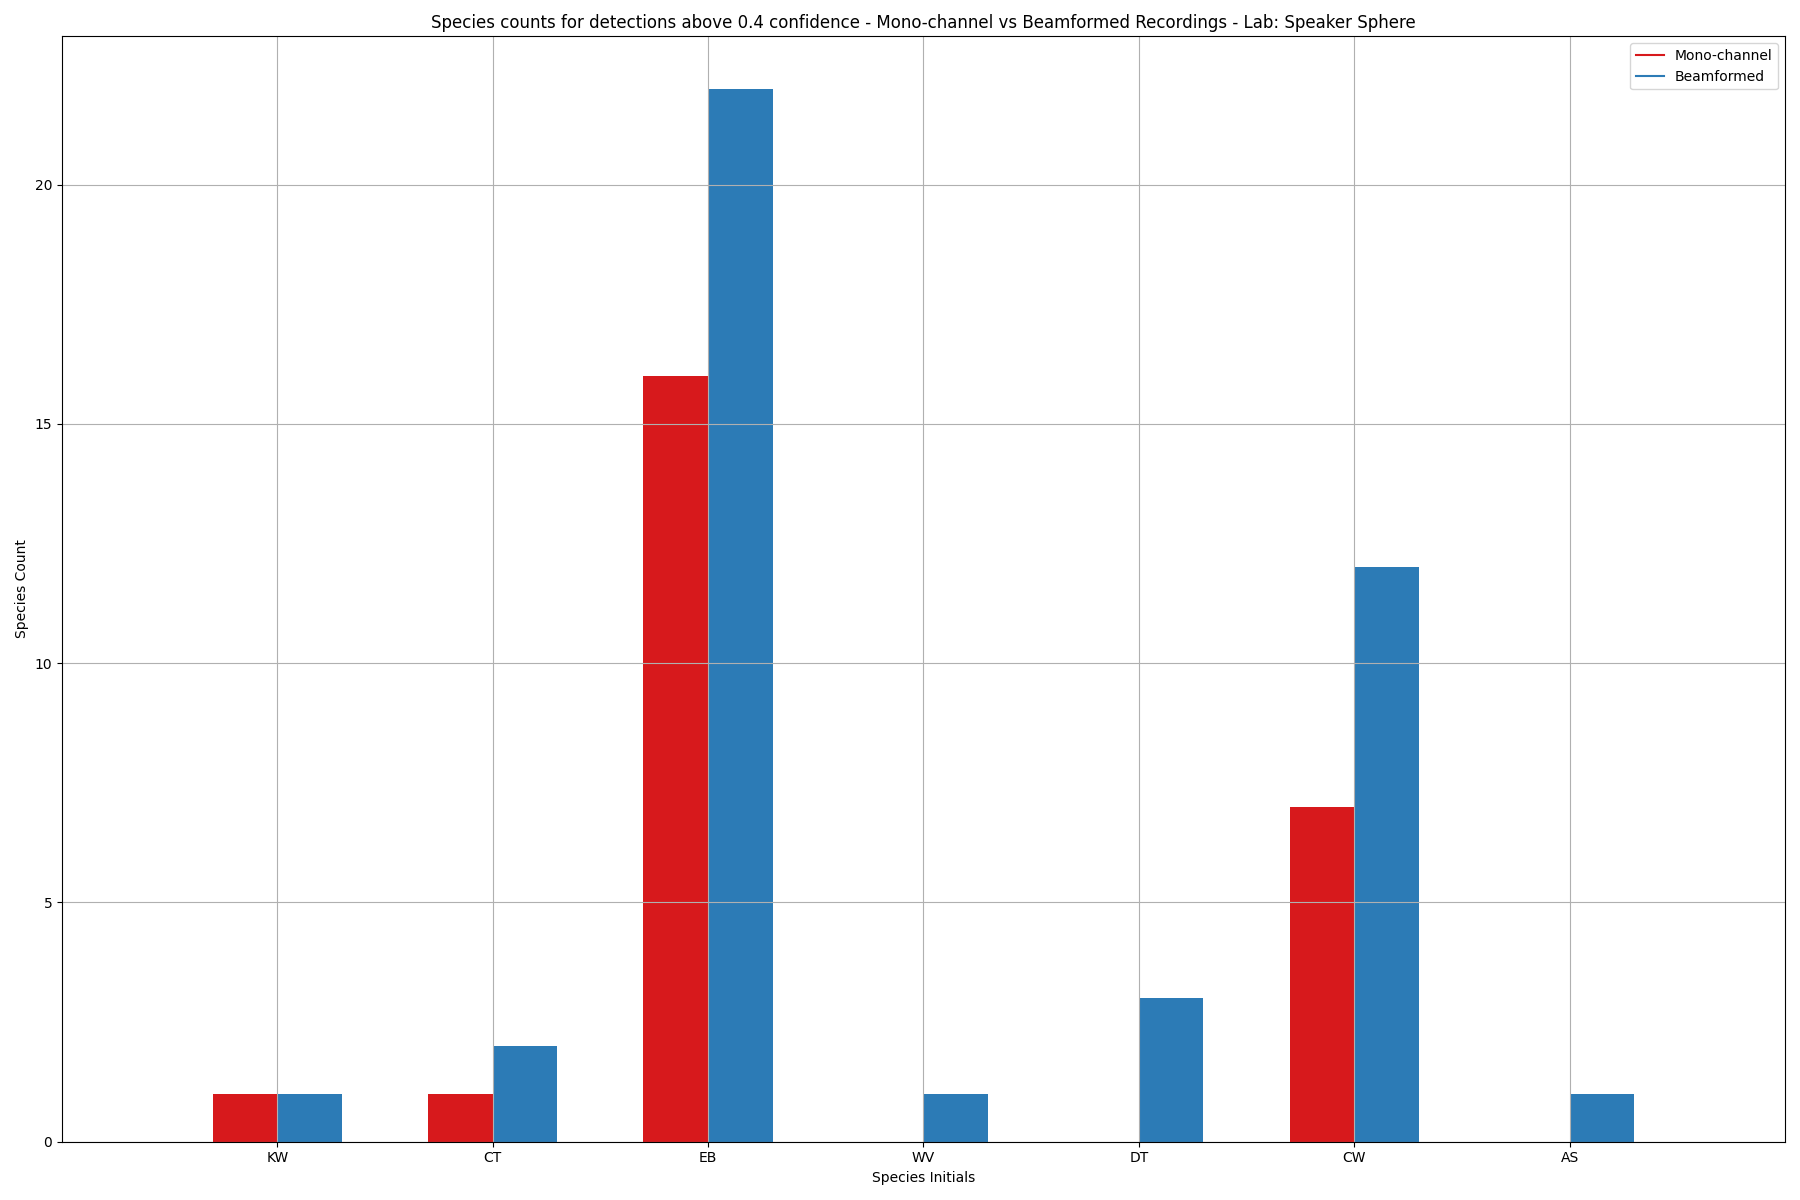 Species counts for detections above 0.4 confidence - Mono-channel vs Beamformed Recordings - Lab: Speaker Sphere
Mono-channel
Beamformed
Species Count
20
15
10
5
0
KW CT EB WV DT CW AS
Species Initials